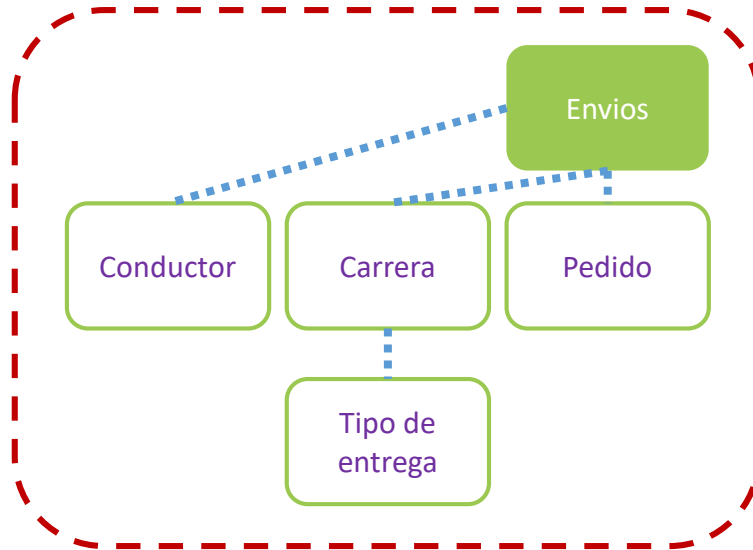 Envios
Conductor
Carrera
Pedido
Tipo de
entrega